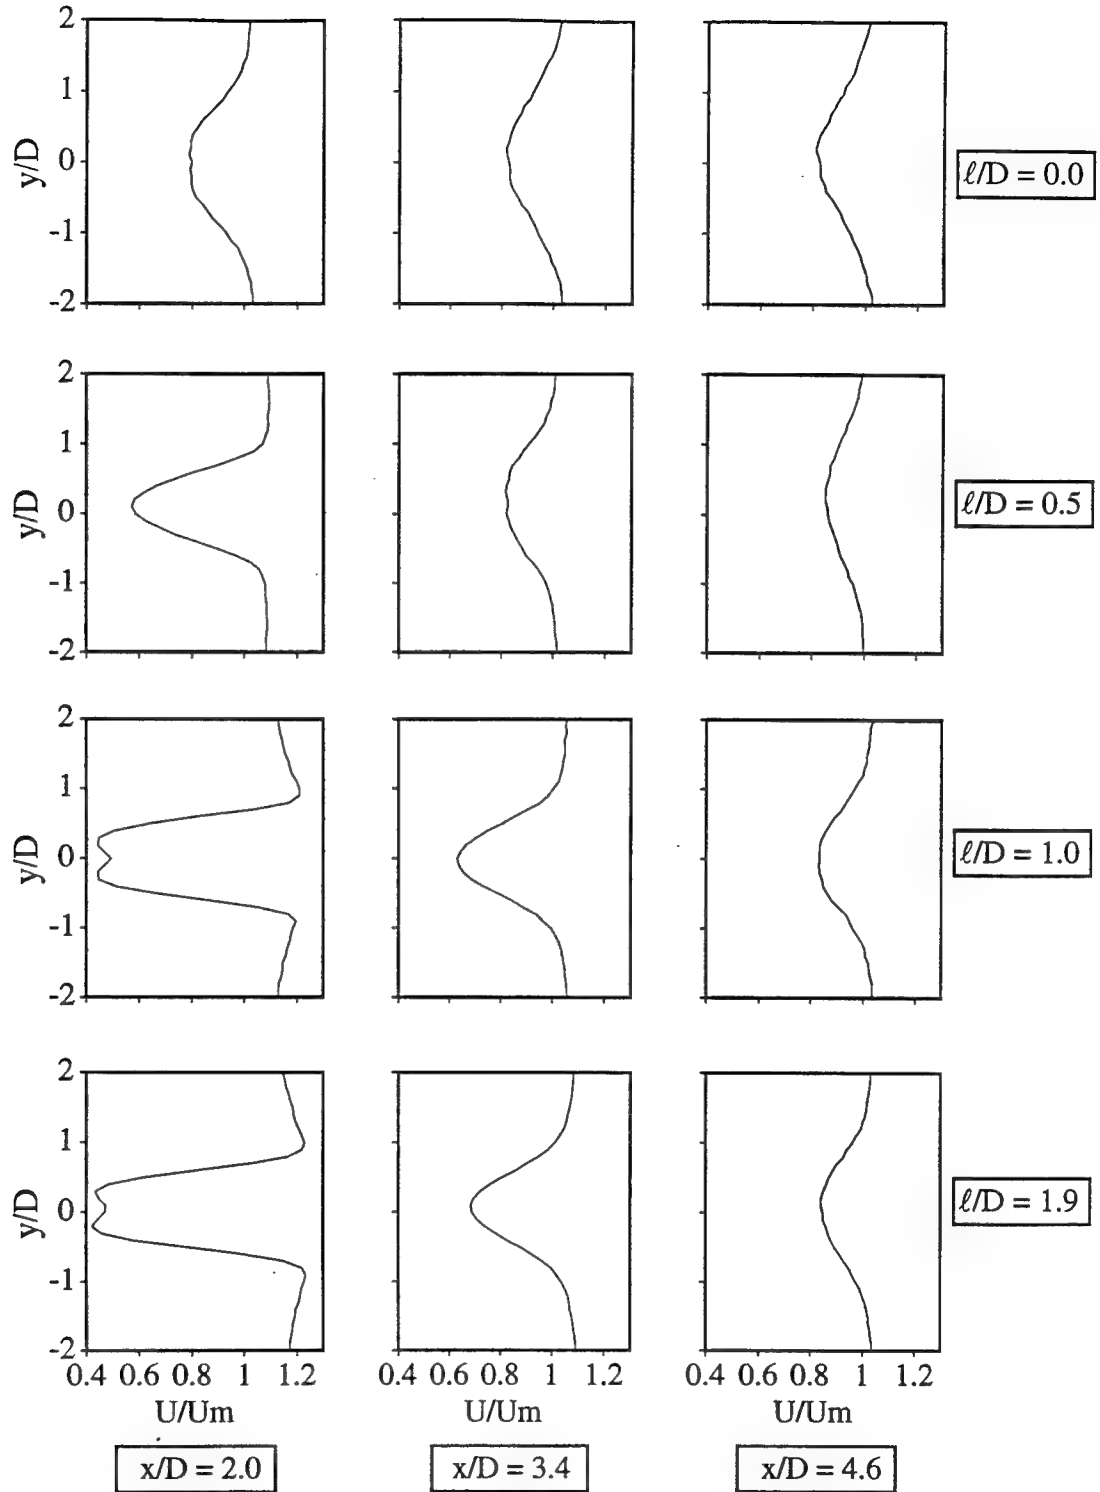 2
1
0
-1
-2
y/D
ℓ/D = 0.0
2
1
0
-1
-2
y/D
ℓ/D = 0.5
2
1
0
-1
-2
y/D
ℓ/D = 1.0
2
1
0
-1
-2
y/D
ℓ/D = 1.9
0.4 0.6 0.8 1 1.2
0.4 0.6 0.8 1 1.2
0.4 0.6 0.8 1 1.2
U/Um
U/Um
U/Um
x/D = 2.0
x/D = 3.4
x/D = 4.6